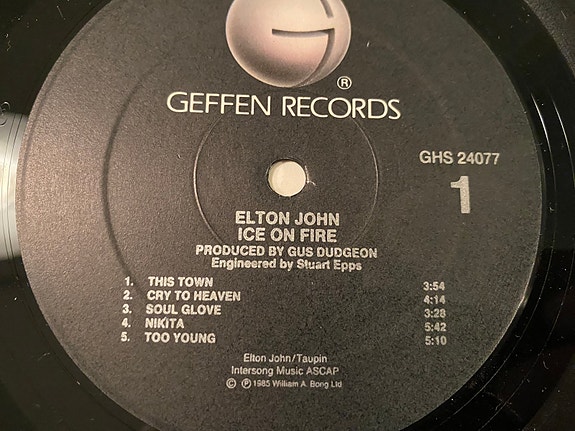 G
®
GEFFEN RECORDS
GHS 24077
1
ELTON JOHN
ICE ON FIRE
PRODUCED BY GUS DUDGEON
Engineered by Stuart Epps
1. THIS TOWN 3:54
2. CRY TO HEAVEN 4:14
3. SOUL GLOVE 3:28
4. NIKITA 5:42
5. TOO YOUNG 5:10
Elton John/Taupin
Intersong Music ASCAP
© ℗ 1985 William A. Bong Ltd